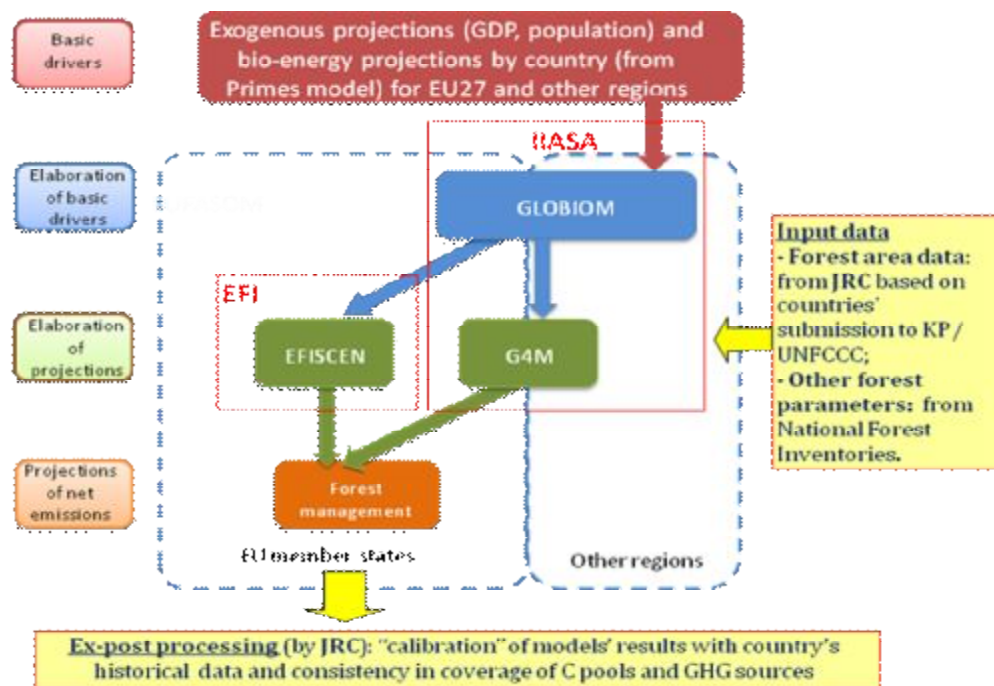 Basic
drivers
Exogenous projections (GDP, population) and
bio-energy projections by country (from
Primes model) for EU27 and other regions
IIASA
Elaboration
of basic
drivers
GLOBIOM
Input data
- Forest area data:
from JRC based on
countries'
submission to KP /
UNFCCC;
- Other forest
parameters: from
National Forest
Inventories.
EFI
Elaboration
of
projections
EFISCEN
G4M
Projections
of net
emissions
Forest
management
EU member states
Other regions
Ex-post processing (by JRC): "calibration" of models' results with country's
historical data and consistency in coverage of C pools and GHG sources